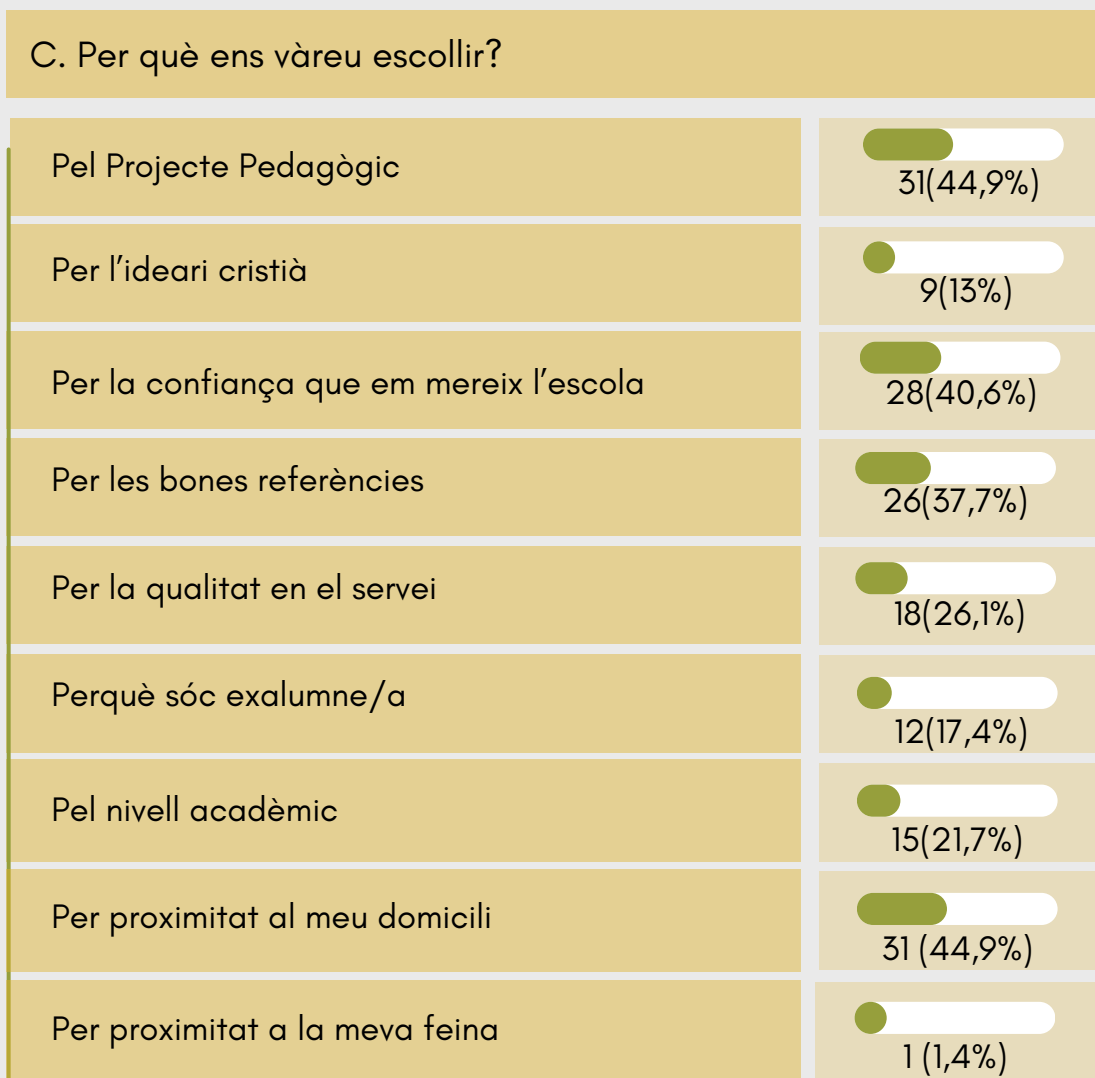 C. Per què ens vàreu escollir?
Pel Projecte Pedagògic
31(44,9%)
Per l’ideari cristià
9(13%)
Per la confiança que em mereix l’escola
28(40,6%)
Per les bones referències
26(37,7%)
Per la qualitat en el servei
18(26,1%)
Perquè sóc exalumne/a
12(17,4%)
Pel nivell acadèmic
15(21,7%)
Per proximitat al meu domicili
31 (44,9%)
Per proximitat a la meva feina
1 (1,4%)